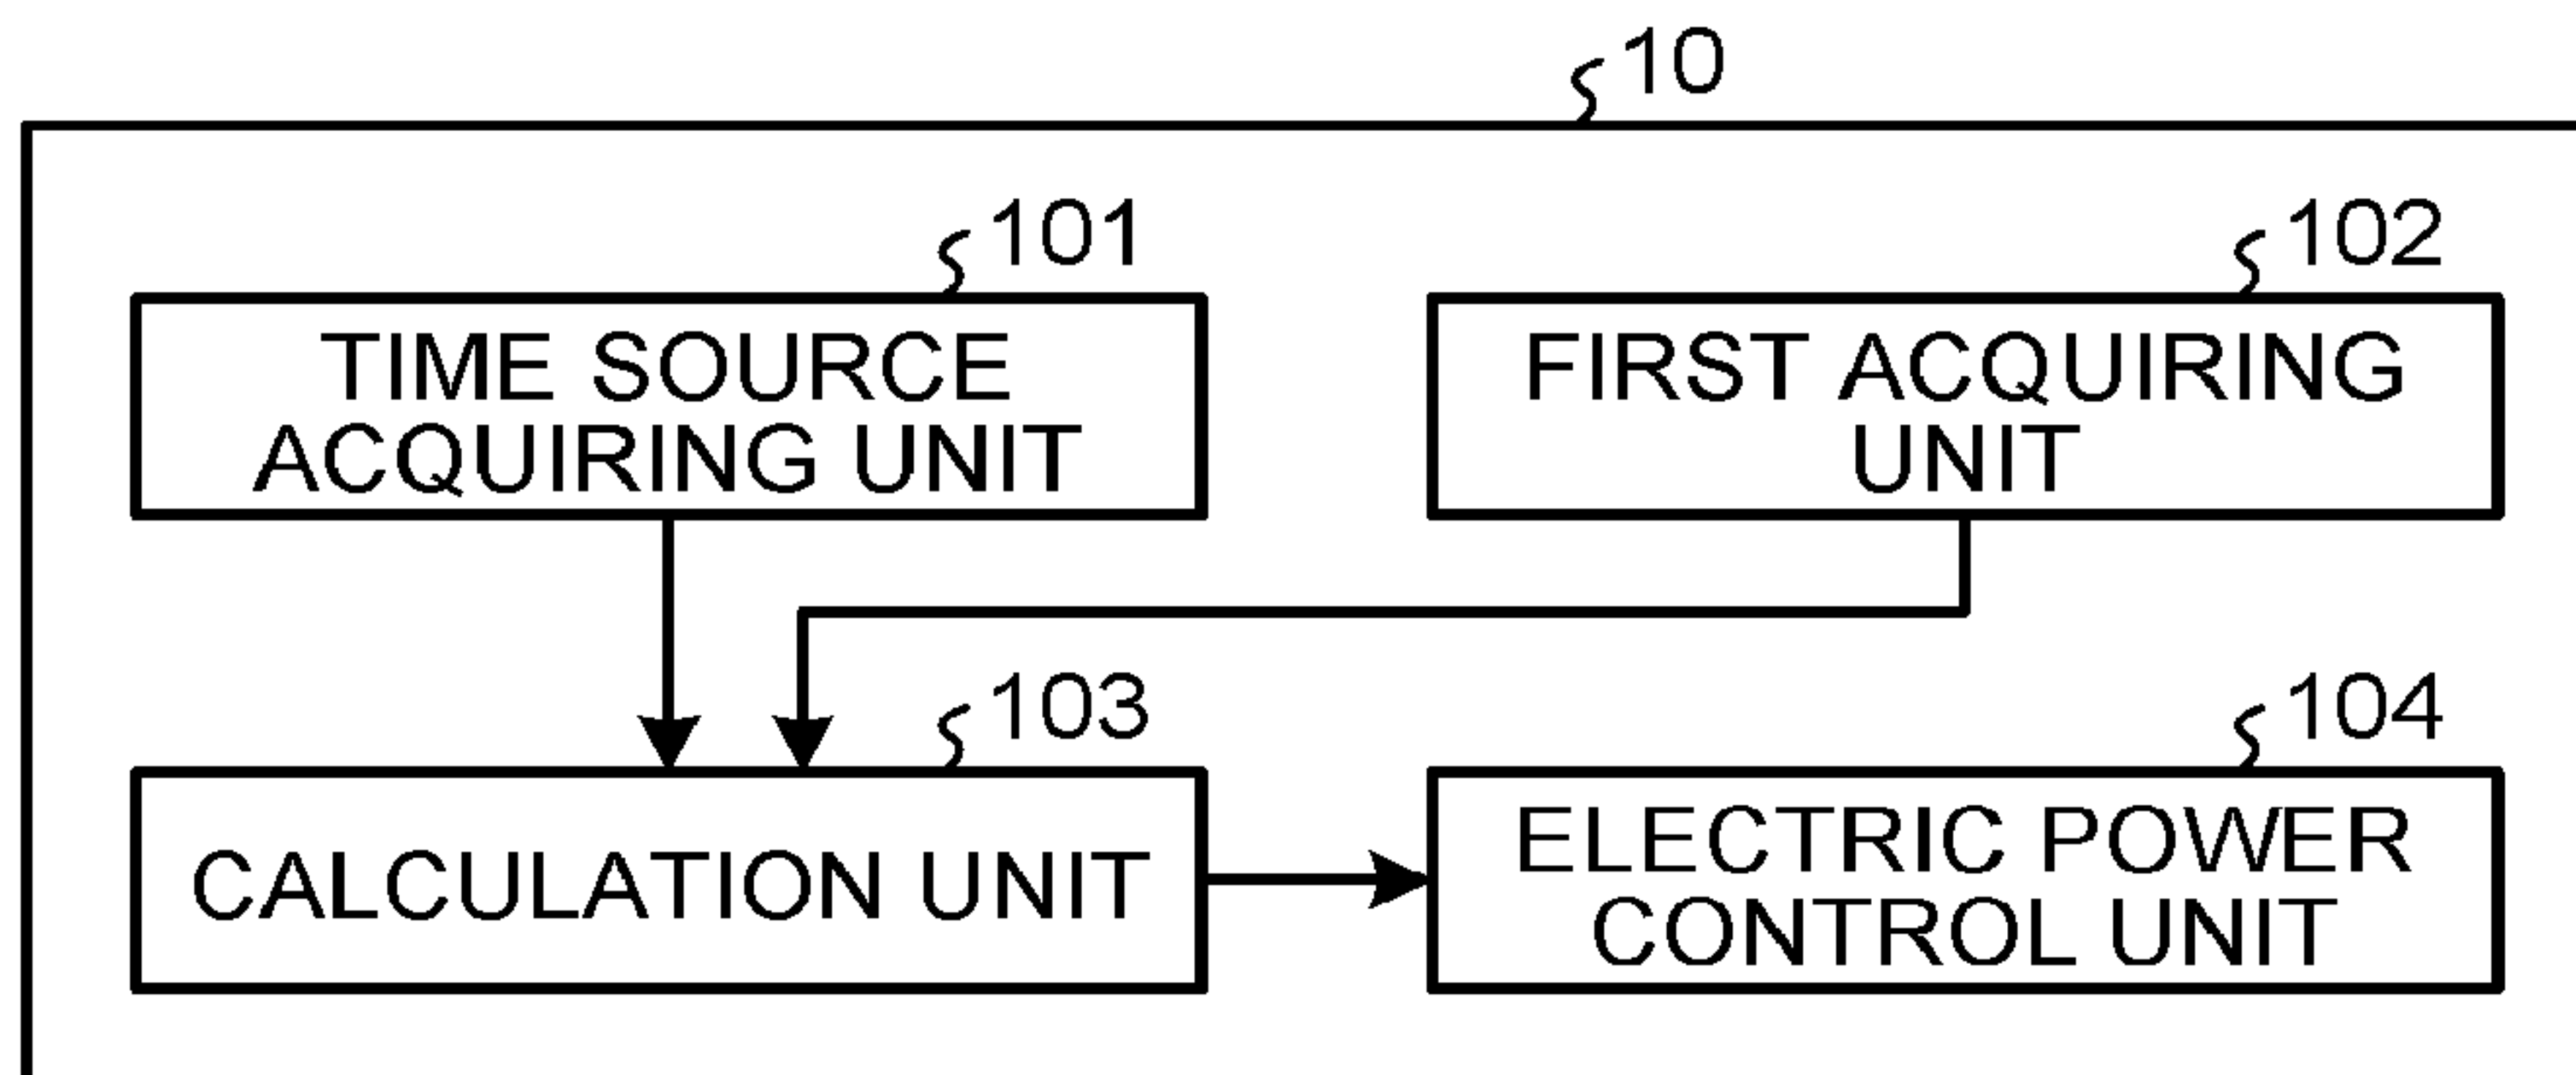 10
101
TIME SOURCE
ACQUIRING UNIT
102
FIRST ACQUIRING
UNIT
103
CALCULATION UNIT
104
ELECTRIC POWER
CONTROL UNIT